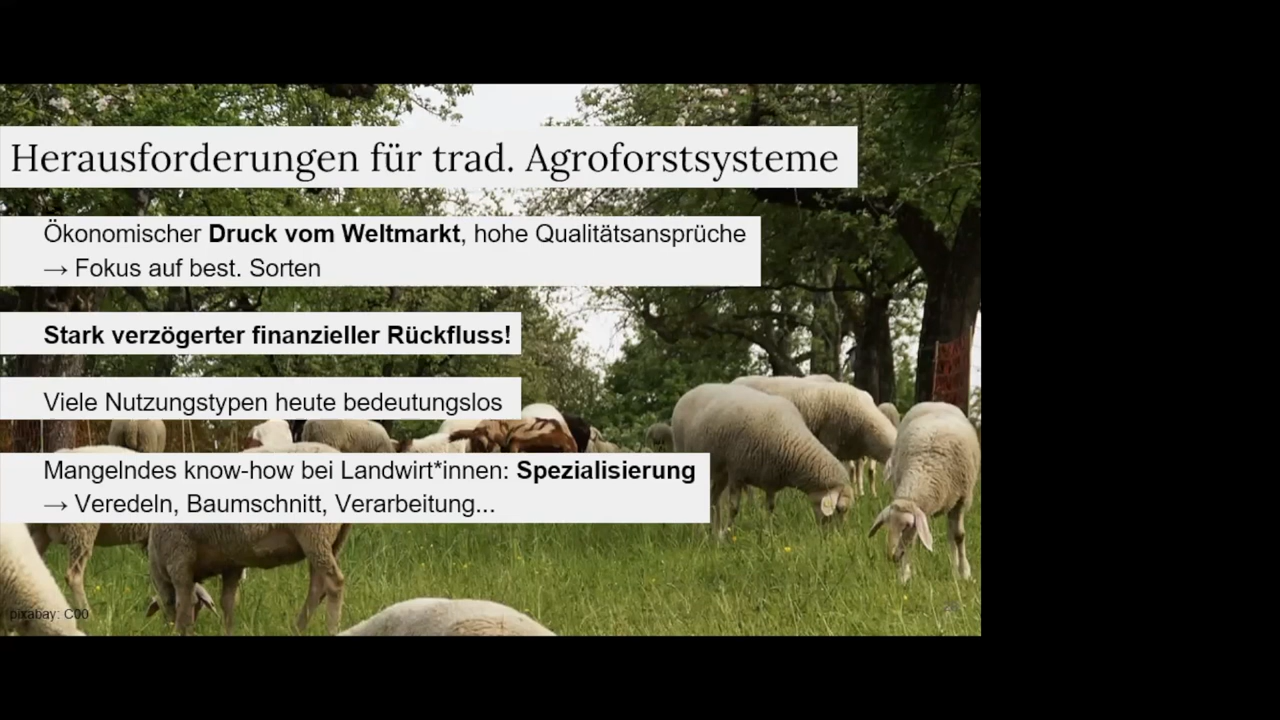 Herausforderungen für trad. Agroforstsysteme
Ökonomischer Druck vom Weltmarkt, hohe Qualitätsansprüche
→ Fokus auf best. Sorten
Stark verzögerter finanzieller Rückfluss!
Viele Nutzungstypen heute bedeutungslos
Mangelndes know-how bei Landwirt*innen: Spezialisierung
→ Veredeln, Baumschnitt, Verarbeitung...
pixabay: C00